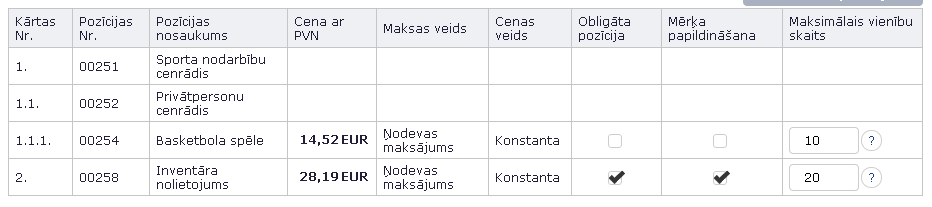 Kārtas Nr. Pozīcijas Nr. Pozīcijas nosaukums Cena ar PVN Maksas veids Cenas veids Obligāta pozīcija Mērķa papildināšana Maksimālais vienību skaits
1. 00251 Sporta nodarbību cenrādis
1.1. 00252 Privātpersonu cenrādis
1.1.1. 00254 Basketbola spēle 14,52 EUR Ņodevas maksājums Konstanta 10 ?
2. 00258 Inventāra nolietojums 28,19 EUR Ņodevas maksājums Konstanta 20 ?